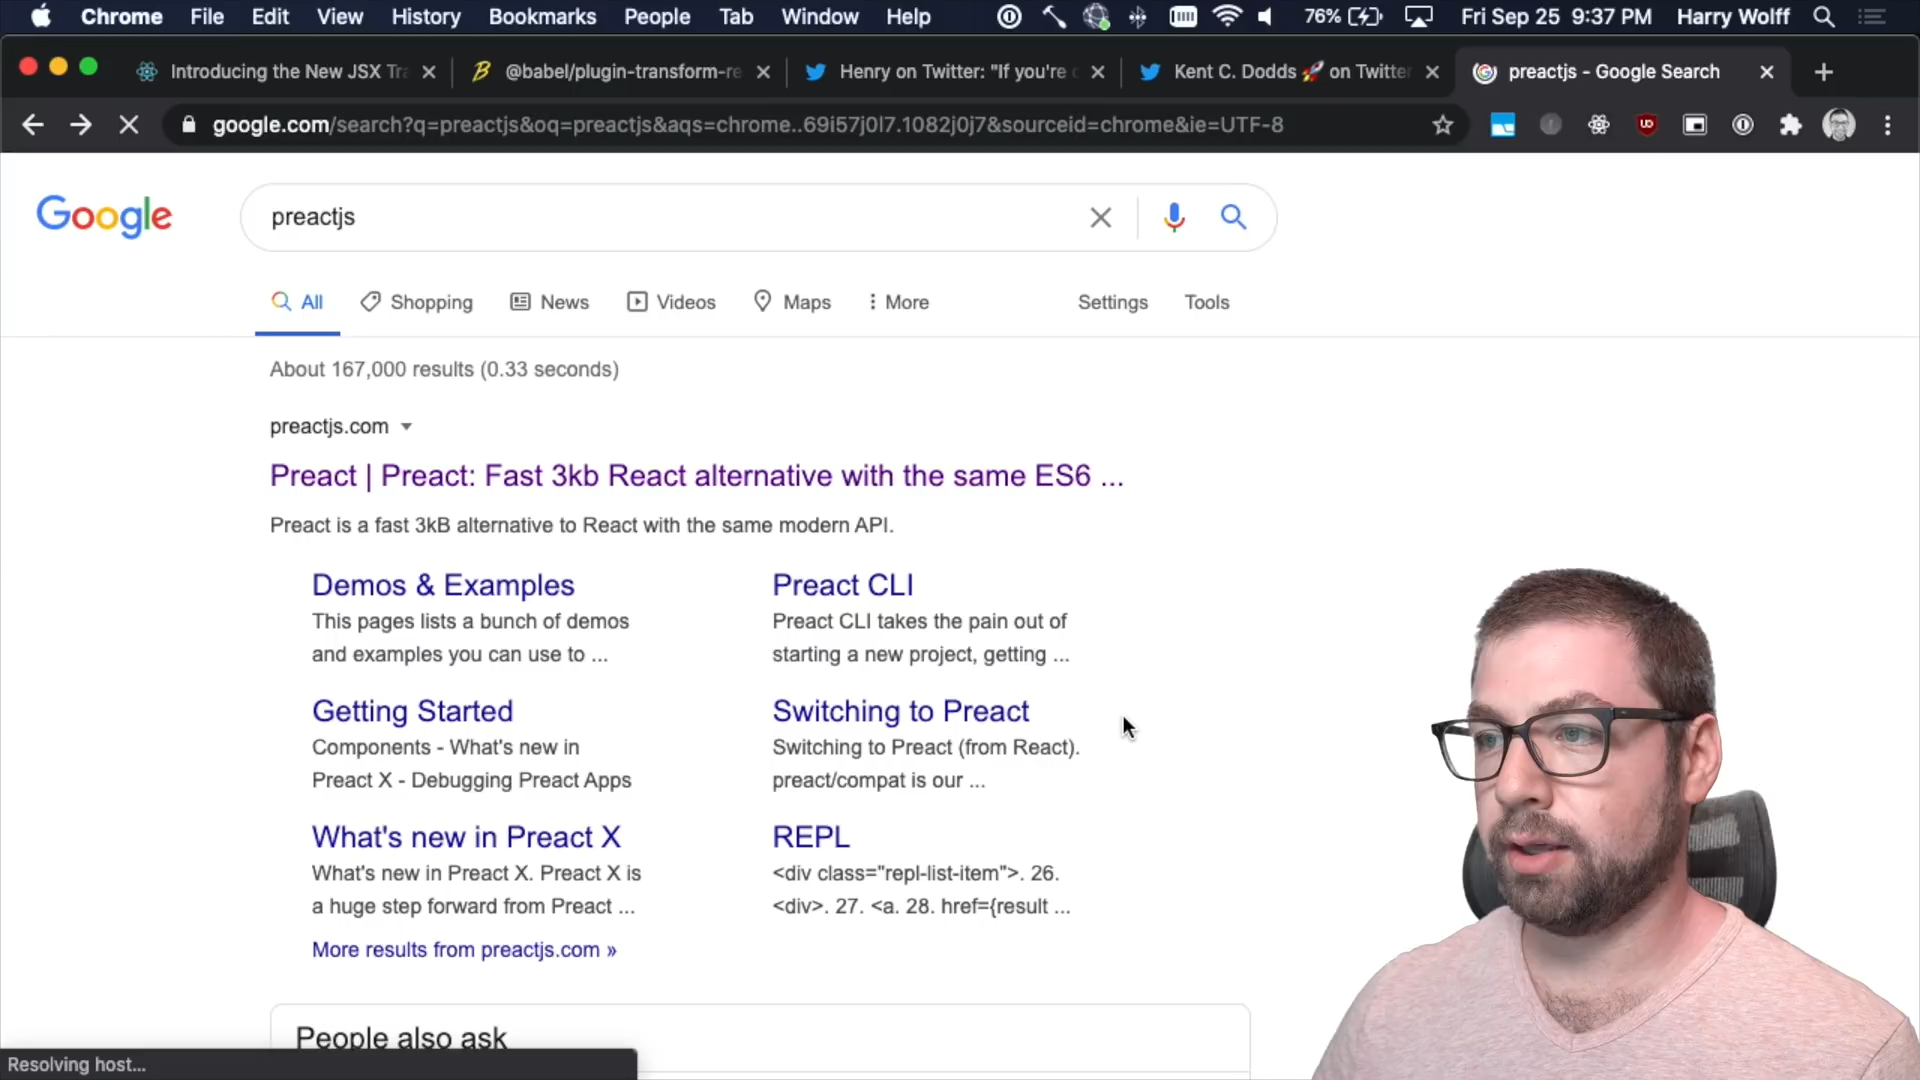 Chrome File Edit View History Bookmarks People Tab Window Help 76% Fri Sep 25 9:37 PM Harry Wolff
Introducing the New JSX Tra
@babel/plugin-transform-re
Henry on Twitter: "If you're
Kent C. Dodds 🚀 on Twitter
preactjs - Google Search
google.com/search?q=preactjs&oq=preactjs&aqs=chrome..69i57j0l7.1082j0j7&sourceid=chrome&ie=UTF-8
Google
preactjs
All Shopping News Videos Maps More Settings Tools
About 167,000 results (0.33 seconds)
preactjs.com
Preact | Preact: Fast 3kb React alternative with the same ES6 ...
Preact is a fast 3kB alternative to React with the same modern API.
Demos & Examples
This pages lists a bunch of demos
and examples you can use to ...
Preact CLI
Preact CLI takes the pain out of
starting a new project, getting ...
Getting Started
Components - What's new in
Preact X - Debugging Preact Apps
Switching to Preact
Switching to Preact (from React).
preact/compat is our ...
What's new in Preact X
What's new in Preact X. Preact X is
a huge step forward from Preact ...
REPL
<div class="repl-list-item">. 26.
<div>. 27. <a. 28. href={result ...
More results from preactjs.com »
People also ask
Resolving host...